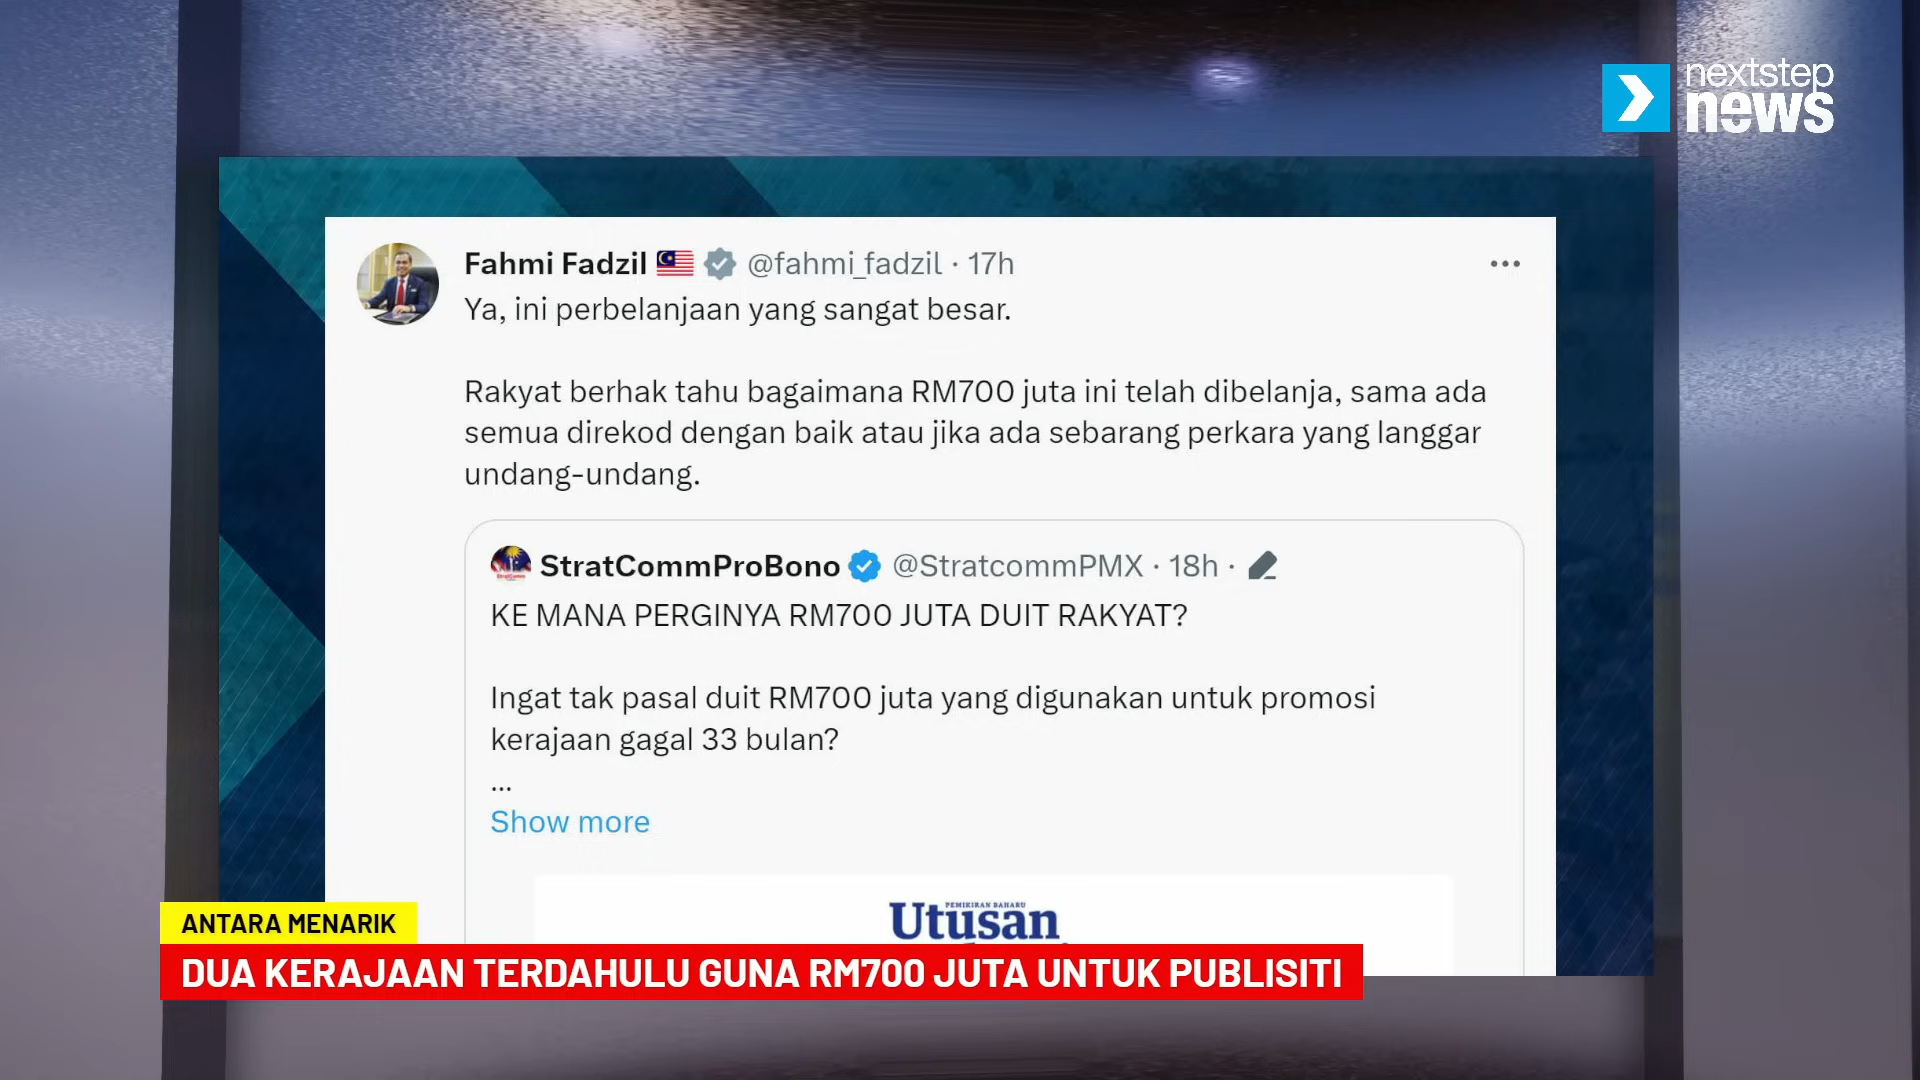 nextstep
news
Fahmi Fadzil @fahmi_fadzil · 17h
Ya, ini perbelanjaan yang sangat besar.
Rakyat berhak tahu bagaimana RM700 juta ini telah dibelanja, sama ada
semua direkod dengan baik atau jika ada sebarang perkara yang langgar
undang-undang.
StratCommProBono @StratcommPMX · 18h ·
KE MANA PERGINYA RM700 JUTA DUIT RAKYAT?
Ingat tak pasal duit RM700 juta yang digunakan untuk promosi
kerajaan gagal 33 bulan?
...
Show more
PEMIKIRAN BAHARU
Utusan
ANTARA MENARIK
DUA KERAJAAN TERDAHULU GUNA RM700 JUTA UNTUK PUBLISITI